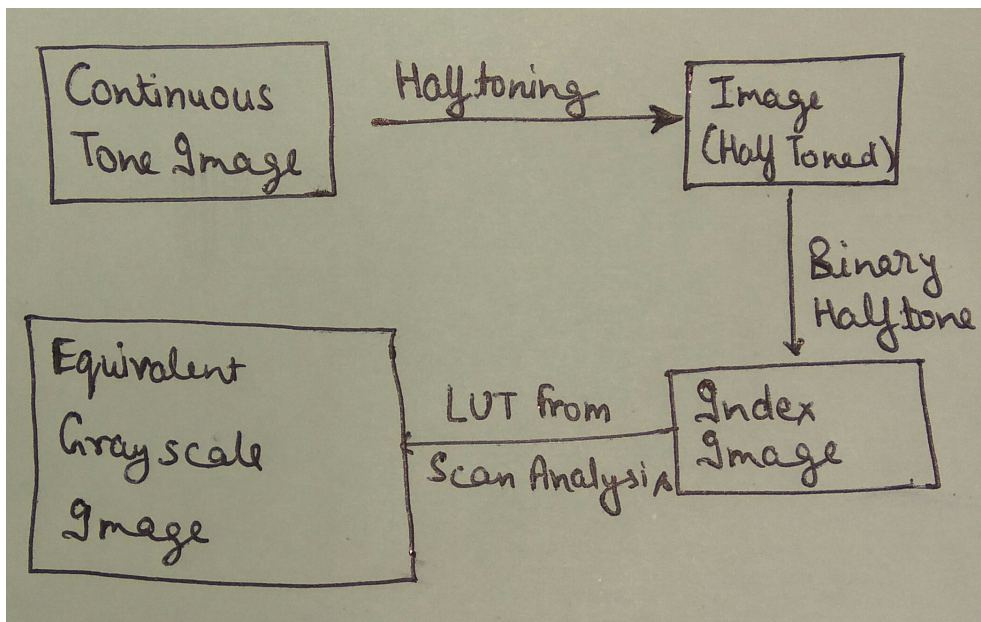 Continuous
Tone Image
Halftoning
Image
(Half Toned)
Binary
Halftone
Index
Image
LUT from
Scan Analysis
Equivalent
Grayscale
Image